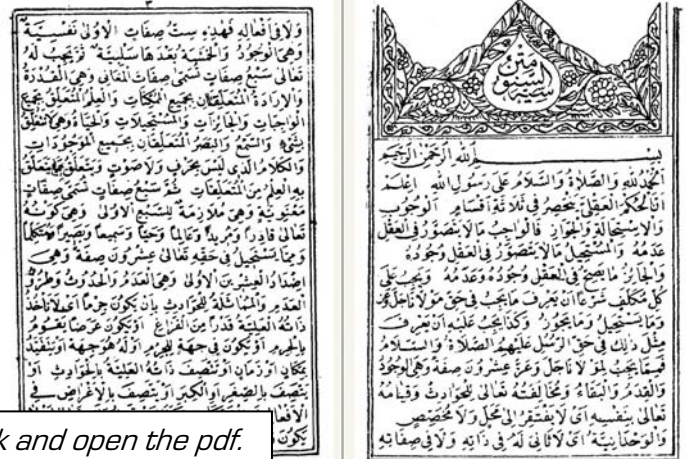 متن السنوسية
بسم الله الرحمن الرحيم
الحمد لله والصلاة والسلام على رسول الله اعلم
ان الحكم العقلي ينحصر في ثلاثة اقسام الوجوب
والاستحالة والجواز فالواجب ما لا يتصور في العقل
عدمه والمستحيل ما لا يتصور في العقل وجوده
والجائز ما يصح في العقل وجوده وعدمه ويجب على
كل مكلف شرعا ان يعرف ما يجب في حق مولانا جل وعز
وما يستحيل وما يجوز وكذا يجب عليه ان يعرف
مثل ذلك في حق الرسل عليهم الصلاة والسلام
فمما يجب لمولانا جل وعز عشرون صفة وهي الوجود
والقدم والبقاء ومخالفته تعالى للحوادث وقيامه
تعالى بنفسه اي لا يفتقر الى محل ولا مخصص
والوحدانية اي لا ثاني له في ذاته ولا في صفاته
٣
ولا في افعاله فهذه ست صفات الاولى نفسية
وهي الوجود والخمسة بعدها سلبية ثم يجب له
تعالى سبع صفات تسمى صفات المعاني وهي القدرة
والارادة المتعلقتان بجميع الممكنات والعلم المتعلق بجميع
الواجبات والجائزات والمستحيلات والحياة وهي لا تتعلق
بشيء والسمع والبصر المتعلقان بجميع الموجودات
والكلام الذي ليس بحرف ولا صوت ويتعلق بما يتعلق
به العلم من المتعلقات ثم سبع صفات تسمى صفات
معنوية وهي ملازمة للسبع الاولى وهي كونه
تعالى قادرا ومريدا وعالما وحيا وسميعا وبصيرا ومتكلما
ومما يستحيل في حقه تعالى عشرون صفة وهي
اضداد العشرين الاولى وهي العدم والحدوث وطرو
العدم والمماثلة للحوادث بان يكون جرما اي تاخذ
ذاته العلية قدرا من الفراغ او يكون عرضا يقوم
بالجرم او يكون في جهة للجرم او له هو جهة او يتقيد
بمكان او زمان او تتصف ذاته العلية بالحوادث او
يتصف بالصغر او الكبر او يتصف بالاغراض في
الافعال
يكون
k and open the pdf.